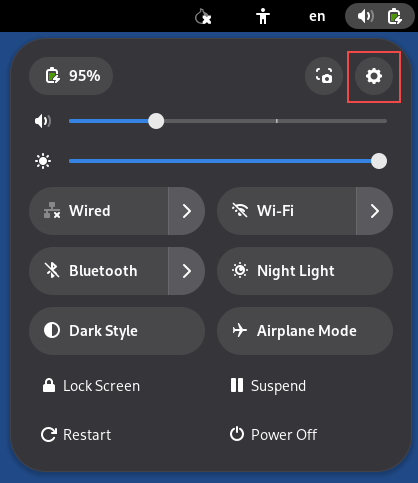 en
95%
Wired
Wi-Fi
Bluetooth
Night Light
Dark Style
Airplane Mode
Lock Screen
Suspend
Restart
Power Off